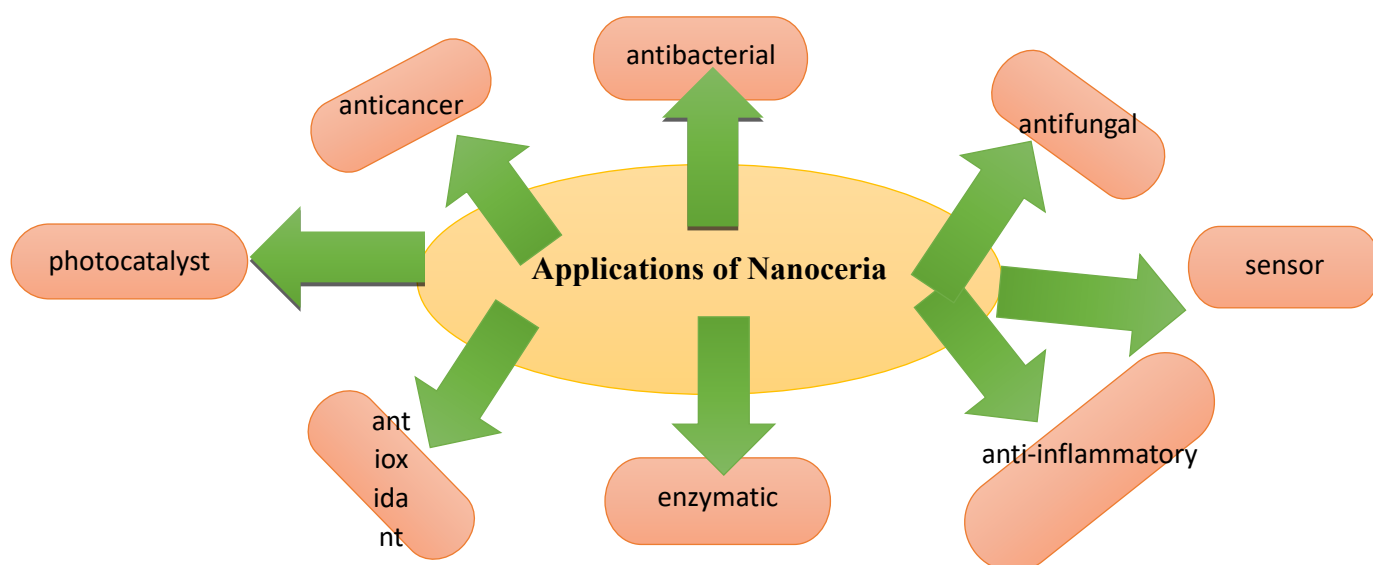 antibacterial
anticancer
antifungal
photocatalyst
Applications of Nanoceria
sensor
ant
iox
ida
nt
enzymatic
anti-inflammatory